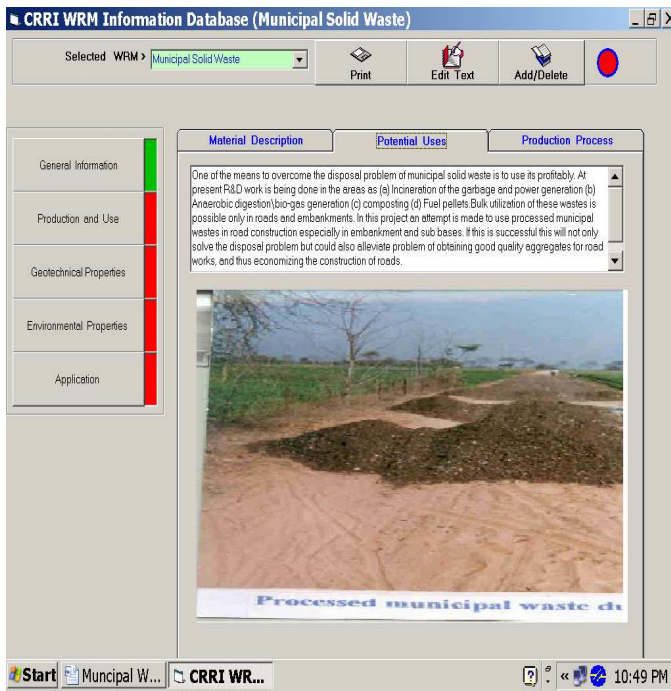 CRRI WRM Information Database (Municipal Solid Waste)
Selected WRM > Municipal Solid Waste
Print
Edit Text
Add/Delete
Material Description
Potential Uses
Production Process
General Information
Production and Use
Geotechnical Properties
Environmental Properties
Application
One of the means to overcome the disposal problem of municipal solid waste is to use its profitably. At
present R&D work is being done in the areas as (a) Incineration of the garbage and power generation (b)
Anaerobic digestion\bio-gas generation (c) composting (d) Fuel pellets.Bulk utilization of these wastes is
possible only in roads and embankments. In this project an attempt is made to use processed municipal
wastes in road construction especially in embankment and sub bases. If this is successful this will not only
solve the disposal problem but could also alleviate problem of obtaining good quality aggregates for road
works, and thus economizing the construction of roads.
Processed municipal waste du
Start
Muncipal W...
CRRI WR...
10:49 PM